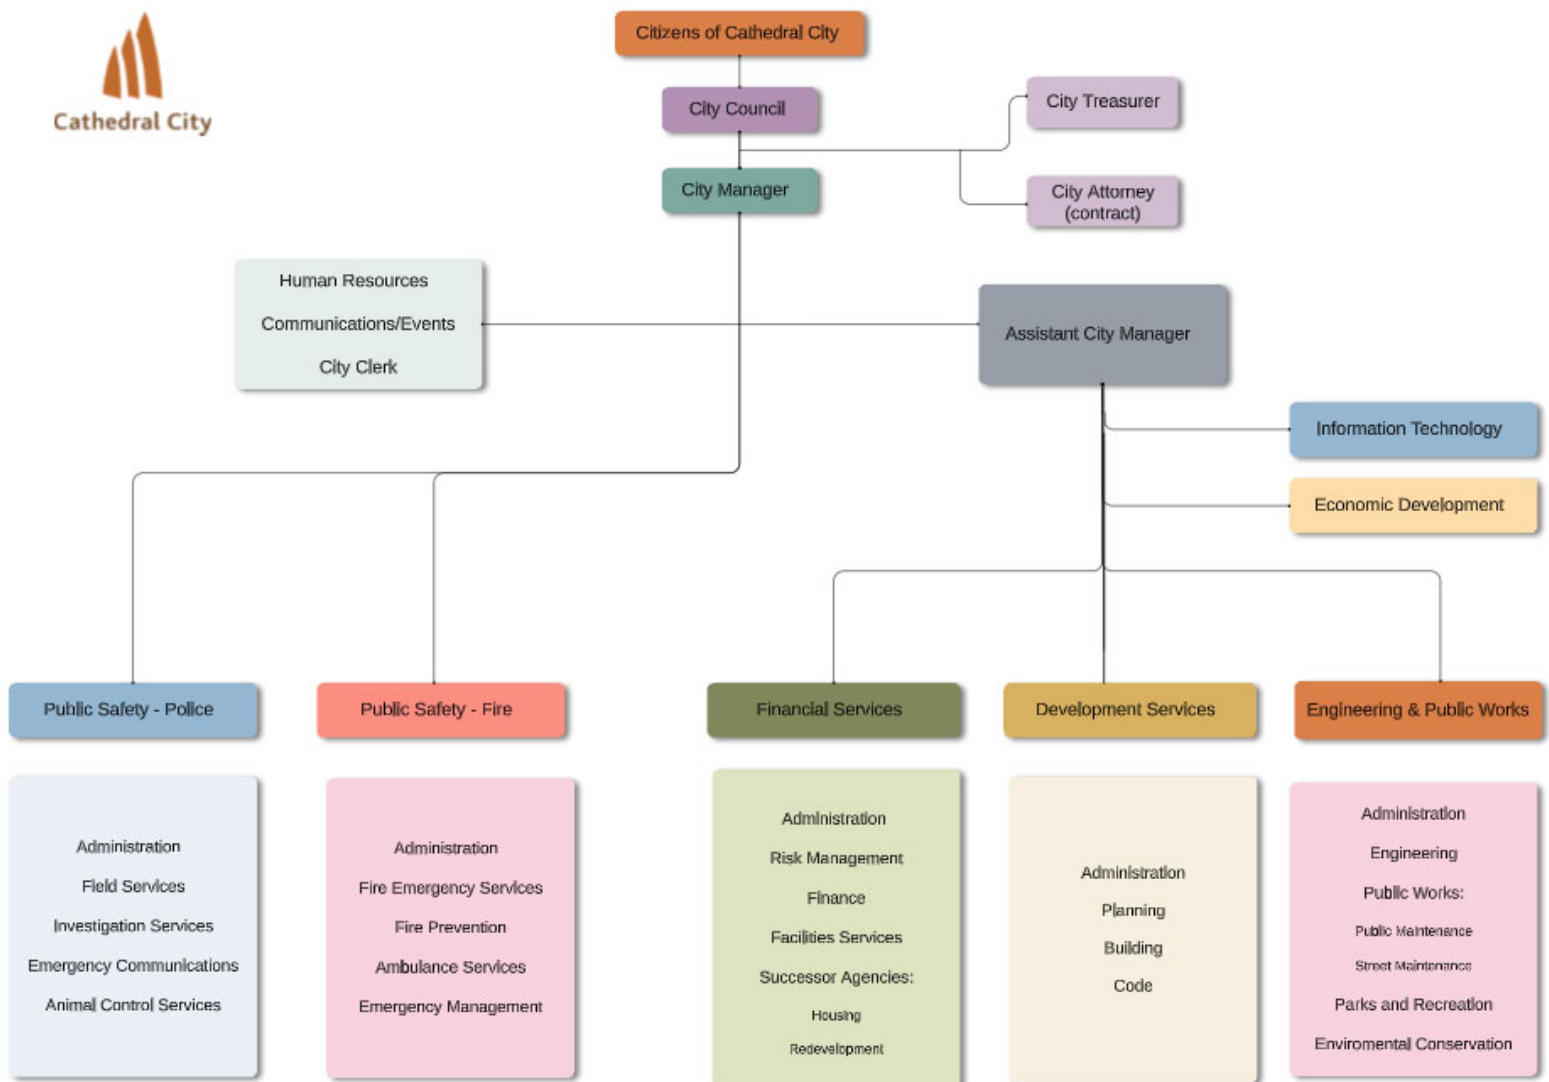 Cathedral City
Citizens of Cathedral City
City Council
City Treasurer
City Manager
City Attorney
(contract)
Human Resources
Communications/Events
City Clerk
Assistant City Manager
Information Technology
Economic Development
Public Safety - Police
Public Safety - Fire
Financial Services
Development Services
Engineering & Public Works
Administration
Field Services
Investigation Services
Emergency Communications
Animal Control Services
Administration
Fire Emergency Services
Fire Prevention
Ambulance Services
Emergency Management
Administration
Risk Management
Finance
Facilities Services
Successor Agencies:
Housing
Redevelopment
Administration
Planning
Building
Code
Administration
Engineering
Public Works:
Public Maintenance
Street Maintenance
Parks and Recreation
Enviromental Conservation